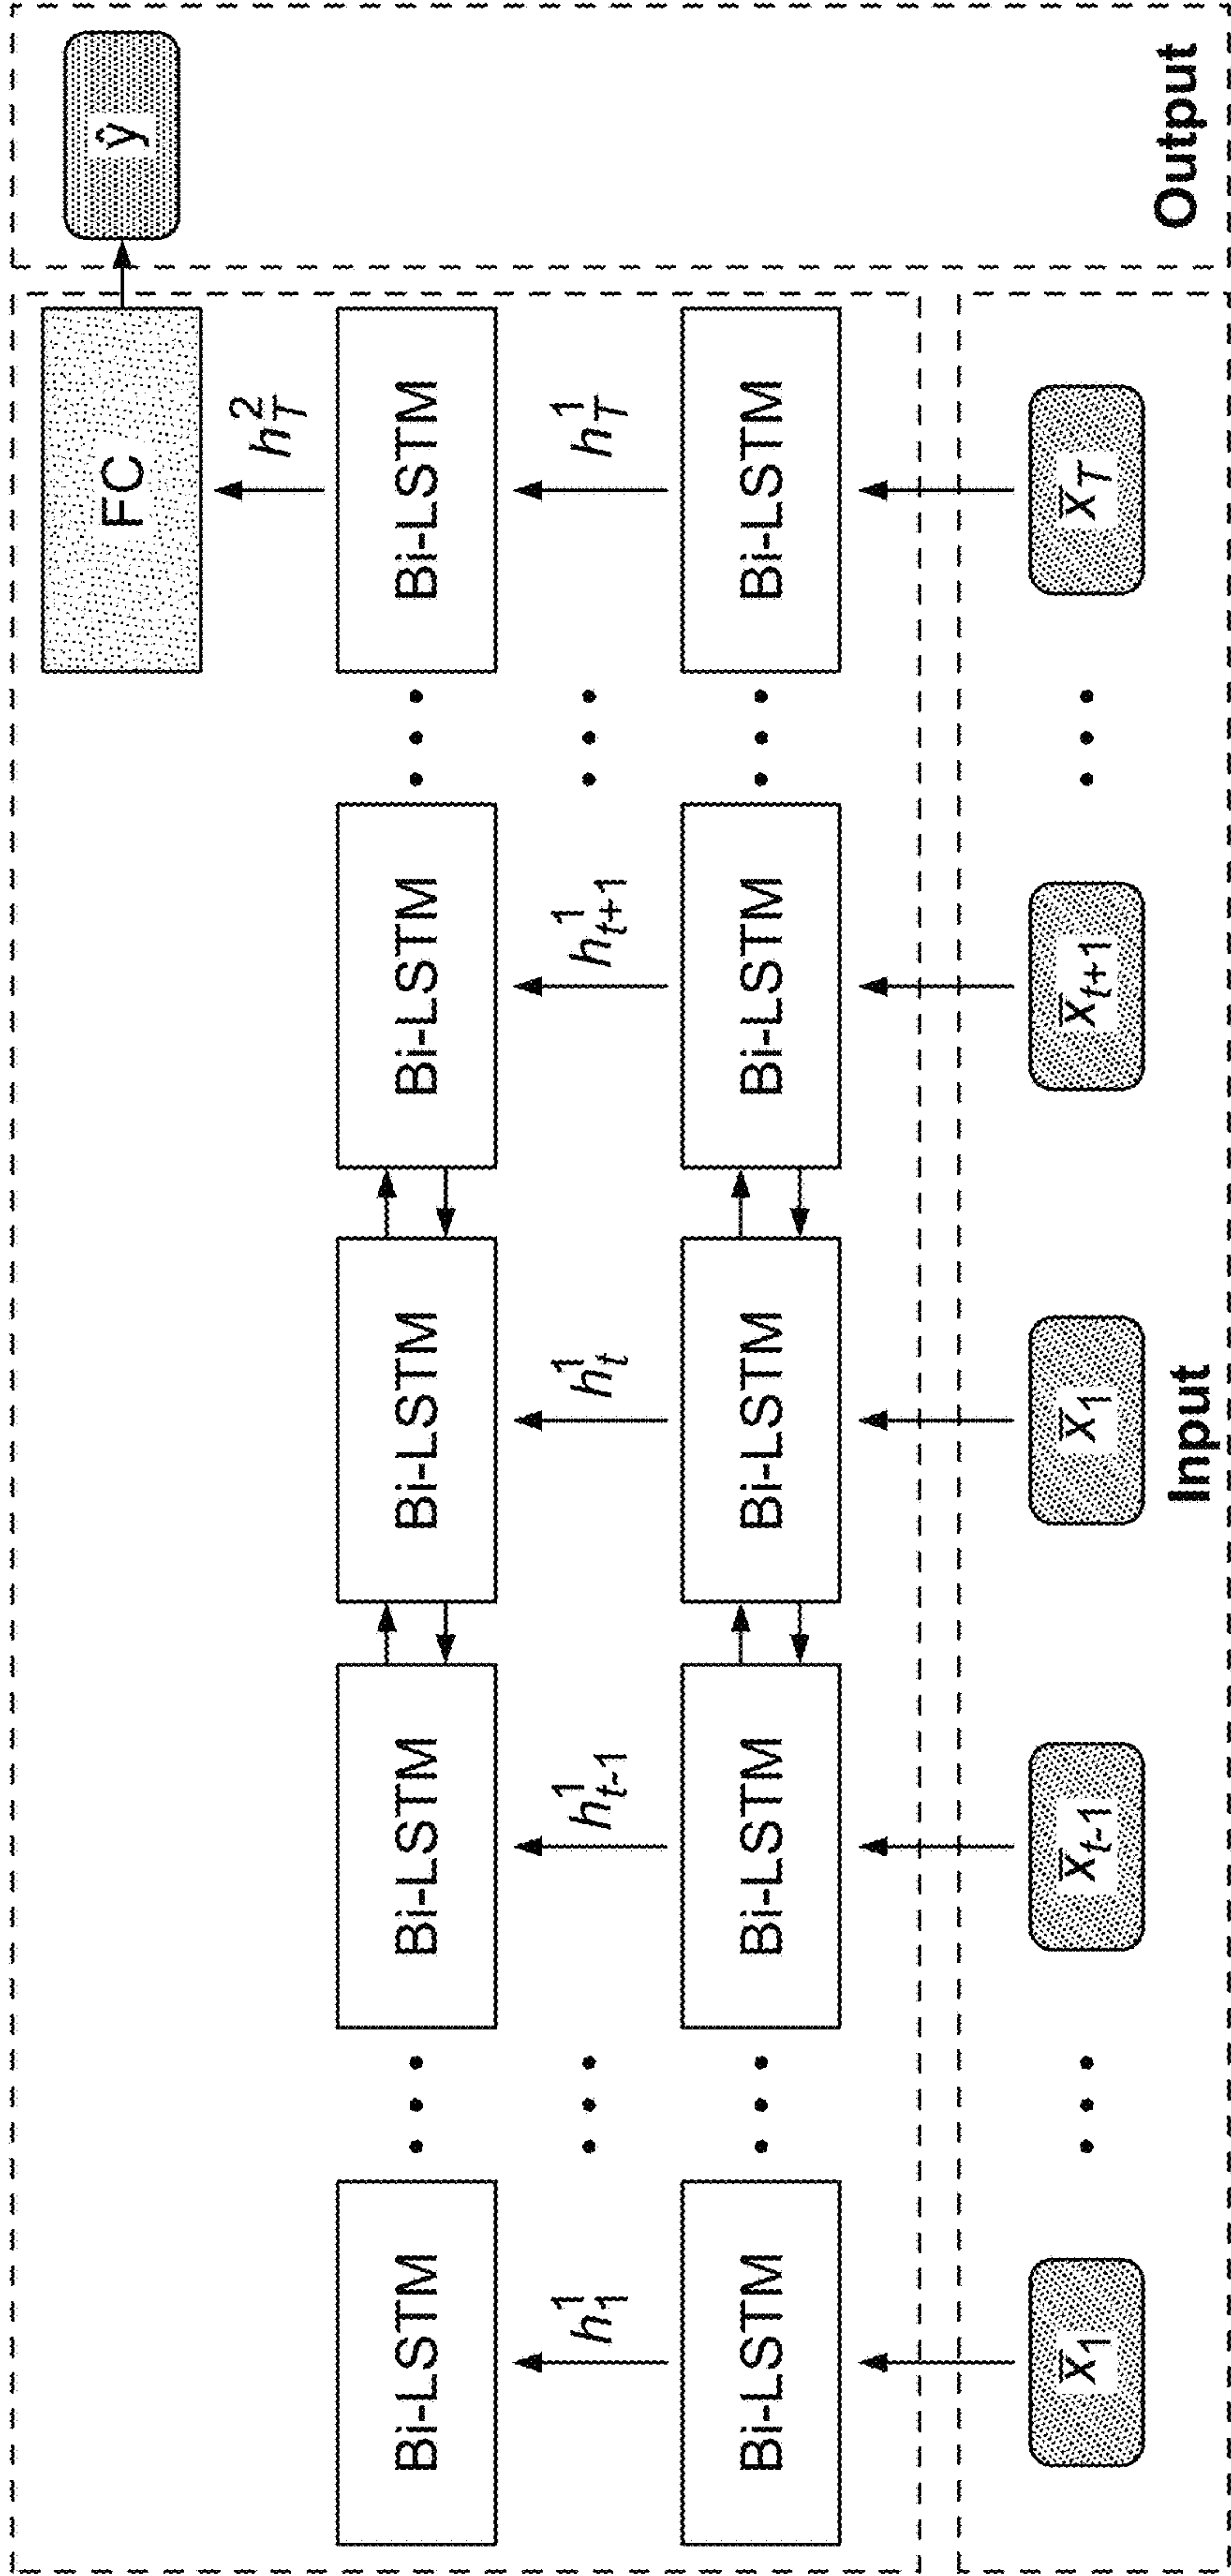 FC
ŷ
h²_T
Bi-LSTM Bi-LSTM Bi-LSTM Bi-LSTM Bi-LSTM
h¹_1 h¹_{t-1} h¹_t h¹_{t+1} h¹_T
Bi-LSTM Bi-LSTM Bi-LSTM Bi-LSTM Bi-LSTM
x̅_1 x̅_{t-1} x̅_1 x̅_{t+1} x̅_T
Input
Output